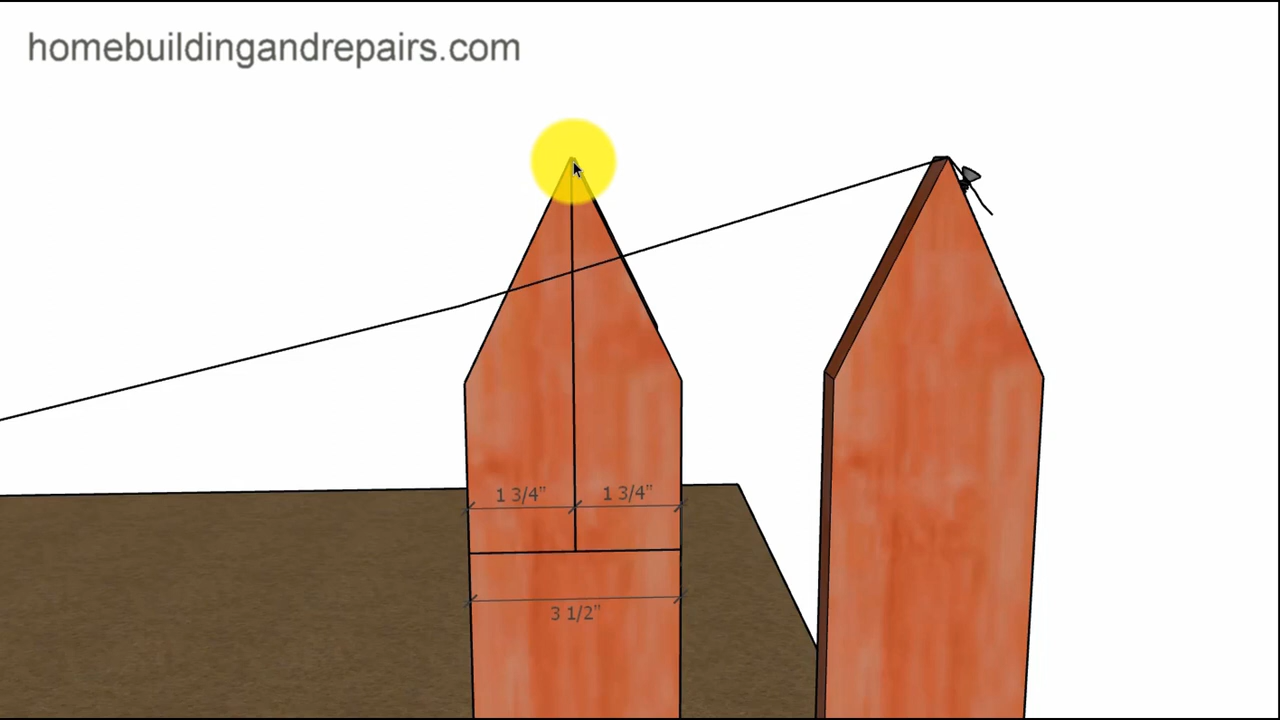 homebuildingandrepairs.com
1 3/4” 1 3/4”
3 1/2”